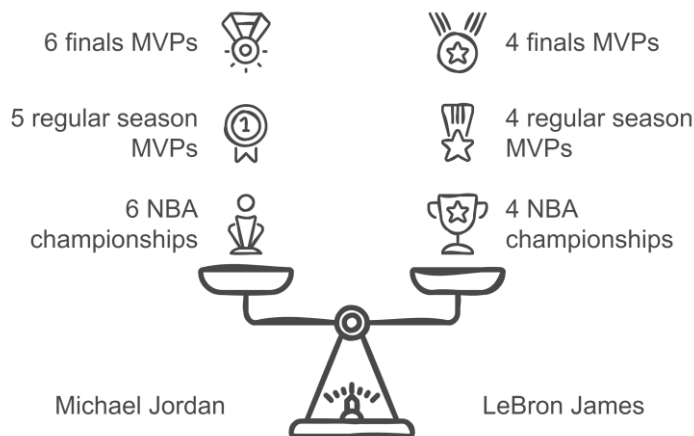 6 finals MVPs
4 finals MVPs
1
5 regular season
MVPs
4 regular season
MVPs
6 NBA
championships
4 NBA
championships
Michael Jordan
LeBron James